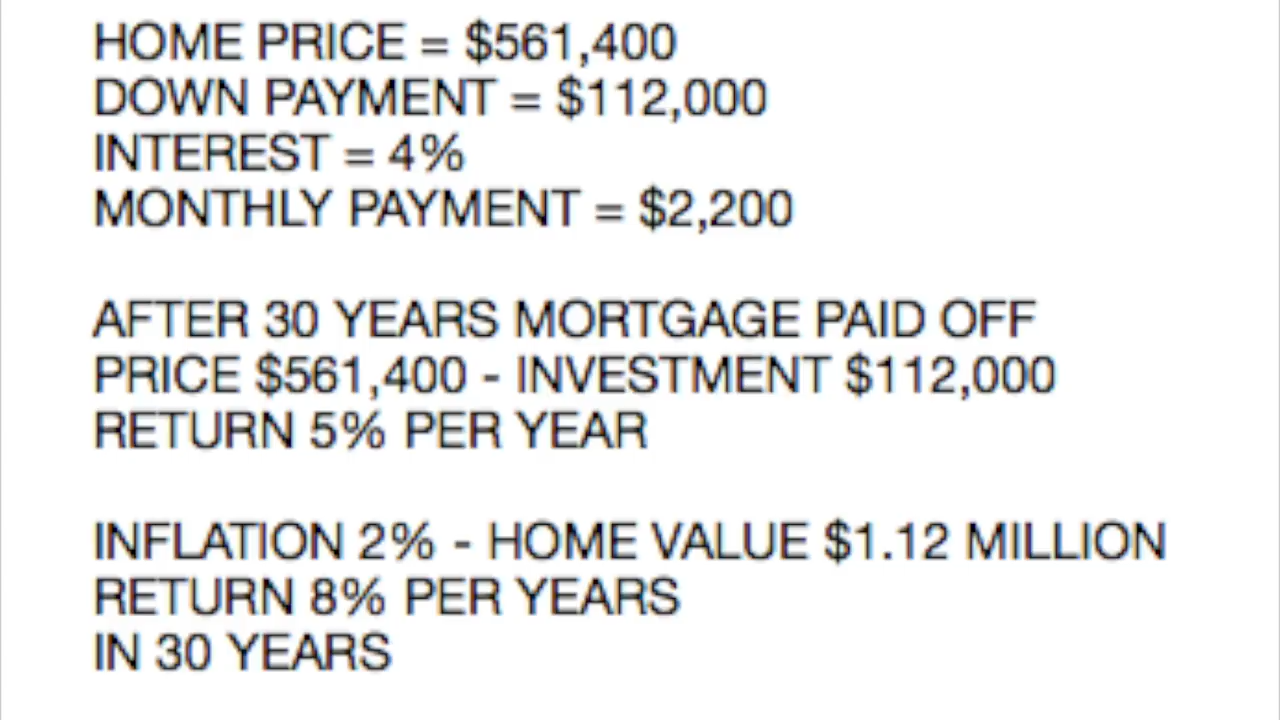 HOME PRICE = $561,400
DOWN PAYMENT = $112,000
INTEREST = 4%
MONTHLY PAYMENT = $2,200
AFTER 30 YEARS MORTGAGE PAID OFF
PRICE $561,400 - INVESTMENT $112,000
RETURN 5% PER YEAR
INFLATION 2% - HOME VALUE $1.12 MILLION
RETURN 8% PER YEARS
IN 30 YEARS